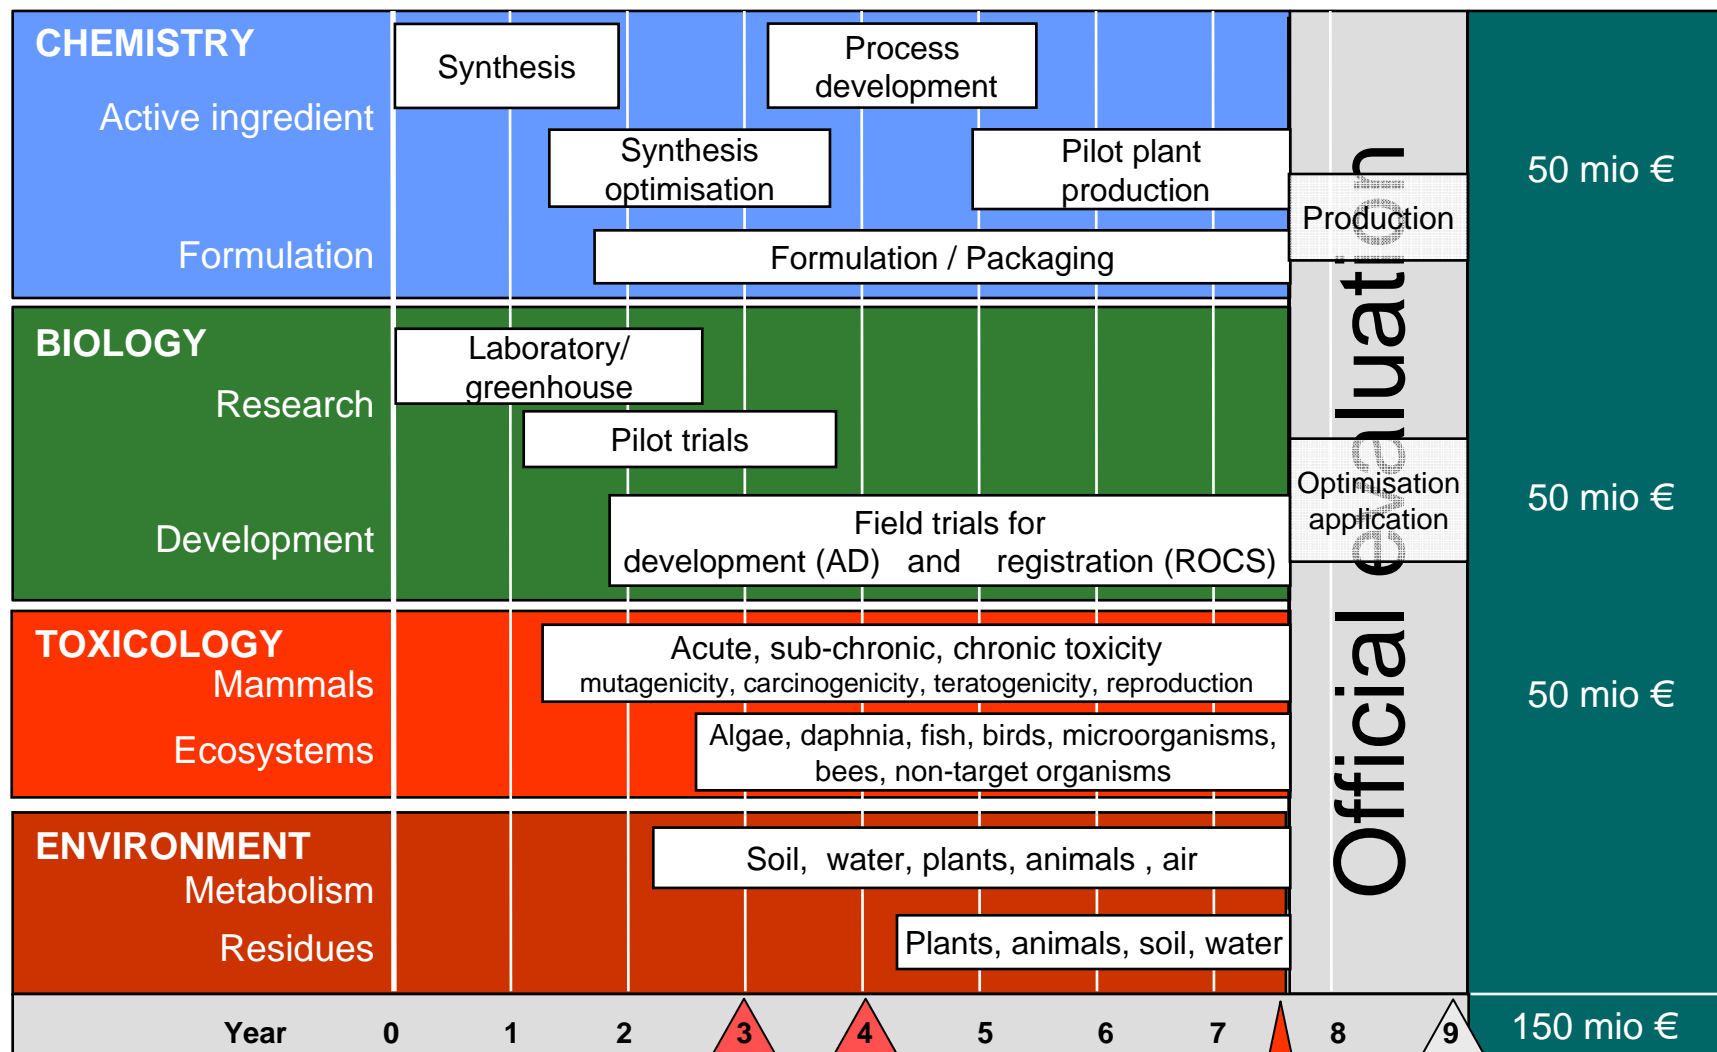 CHEMISTRY
Active ingredient
Formulation
Synthesis
Process
development
Synthesis
optimisation
Pilot plant
production
Formulation / Packaging
Production
50 mio €
BIOLOGY
Research
Development
Laboratory/
greenhouse
Pilot trials
Field trials for
development (AD) and registration (ROCS)
Optimisation
application
50 mio €
TOXICOLOGY
Mammals
Ecosystems
Acute, sub-chronic, chronic toxicity
mutagenicity, carcinogenicity, teratogenicity, reproduction
Algae, daphnia, fish, birds, microorganisms,
bees, non-target organisms
50 mio €
ENVIRONMENT
Metabolism
Residues
Soil, water, plants, animals , air
Plants, animals, soil, water
Official evaluation
Year 0 1 2 3 4 5 6 7 8 9
150 mio €